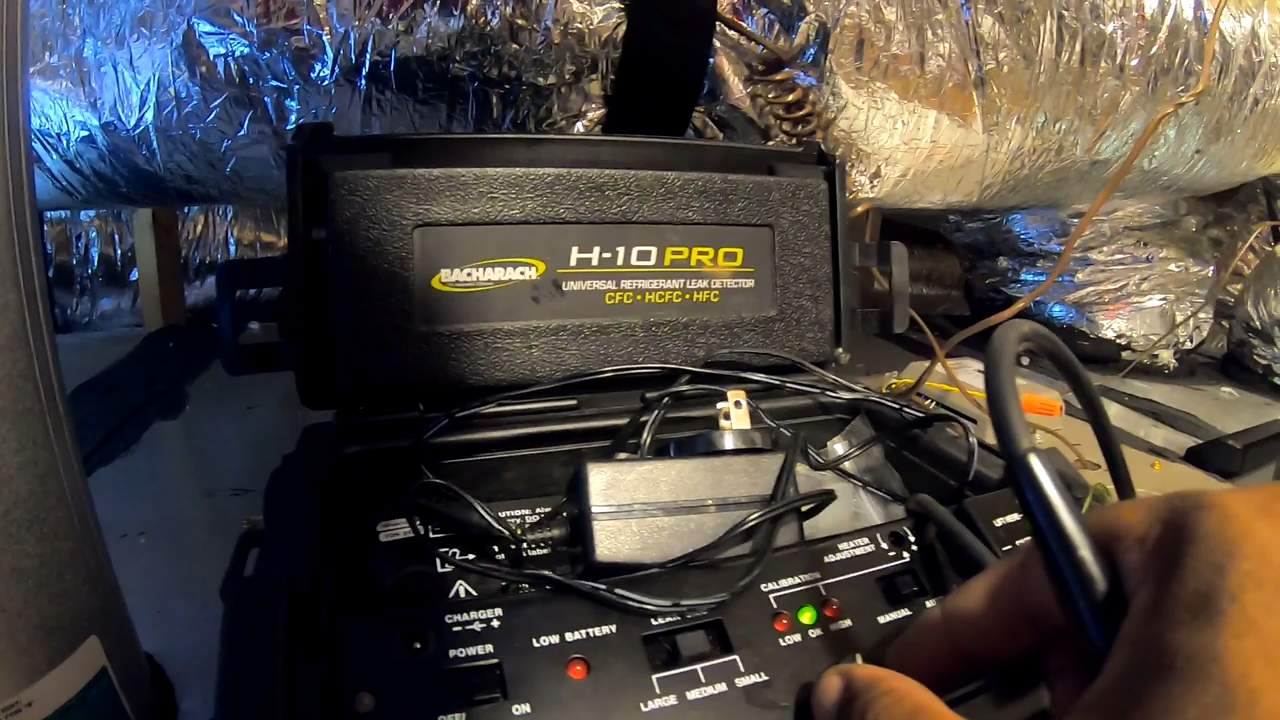 H-10 PRO
BACHARACH
UNIVERSAL REFRIGERANT LEAK DETECTOR
CFC • HCFC • HFC
HEATER
ADJUSTMENT
- +
CALIBRATION
LOW OK HIGH
MANUAL
CHARGER
- +
POWER
ON
LOW BATTERY
LARGE MEDIUM SMALL
label